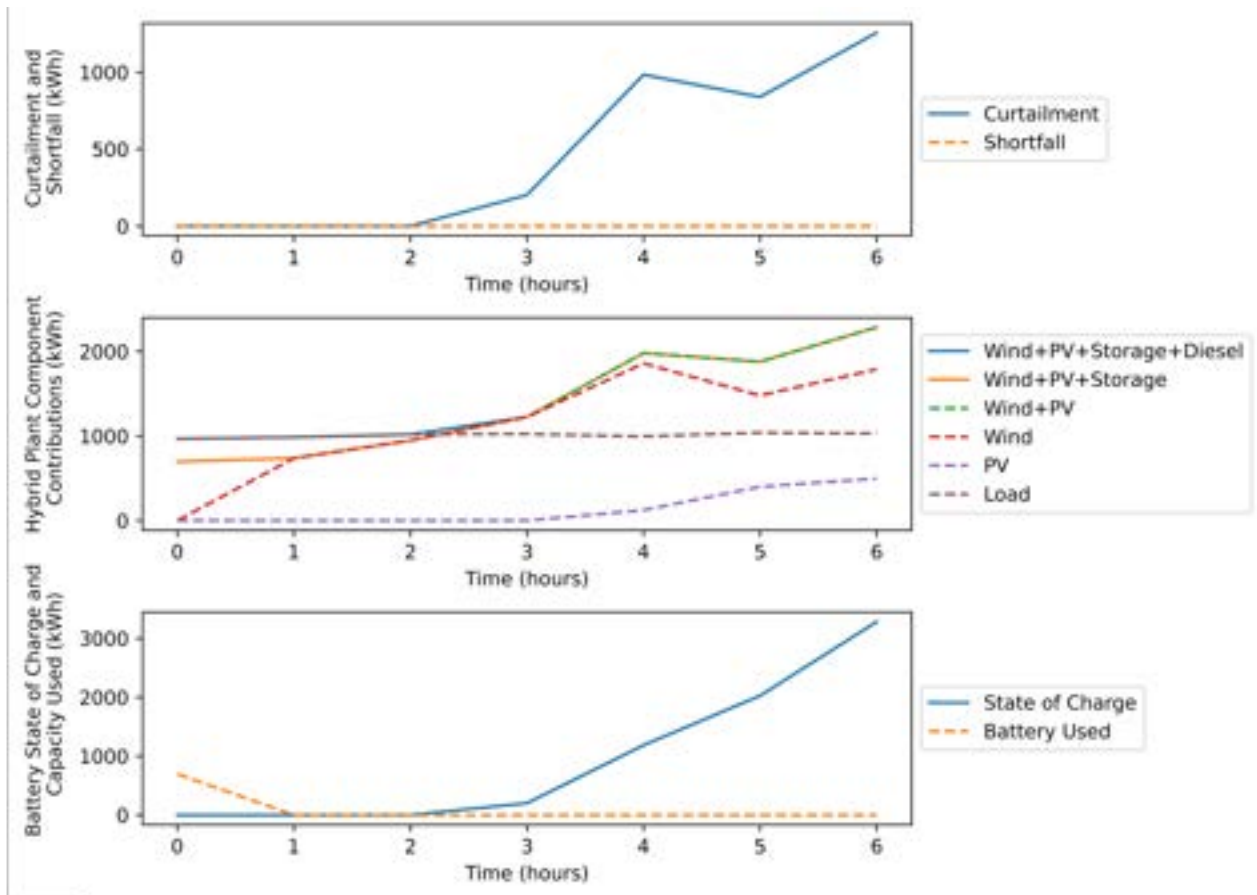 Curtailment and
Shortfall (kWh)
1000
500
0
0 1 2 3 4 5 6
Time (hours)
Curtailment
Shortfall
Hybrid Plant Component
Contributions (kWh)
2000
1000
0
0 1 2 3 4 5 6
Time (hours)
Wind+PV+Storage+Diesel
Wind+PV+Storage
Wind+PV
Wind
PV
Load
Battery State of Charge and
Capacity Used (kWh)
3000
2000
1000
0
0 1 2 3 4 5 6
Time (hours)
State of Charge
Battery Used